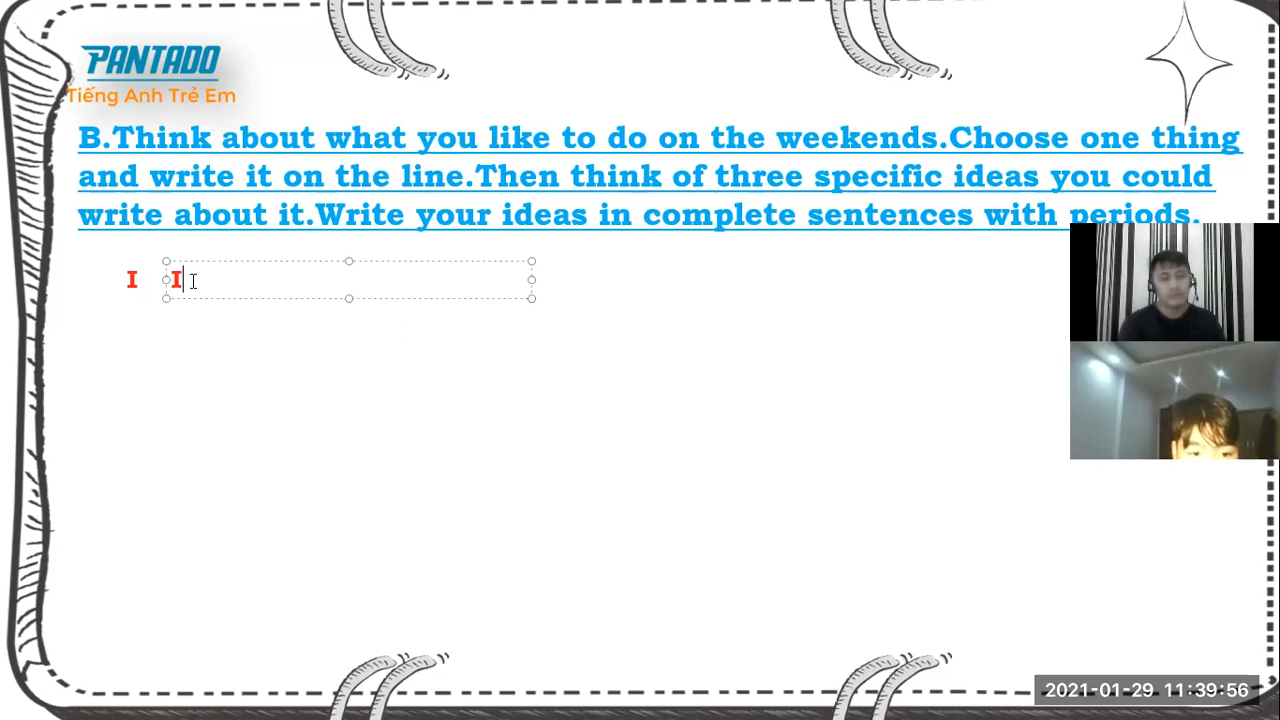 PANTADO
Tiếng Anh Trẻ Em
B.Think about what you like to do on the weekends.Choose one thing
and write it on the line.Then think of three specific ideas you could
write about it.Write your ideas in complete sentences with periods.
I I
2021-01-29 11:39:56